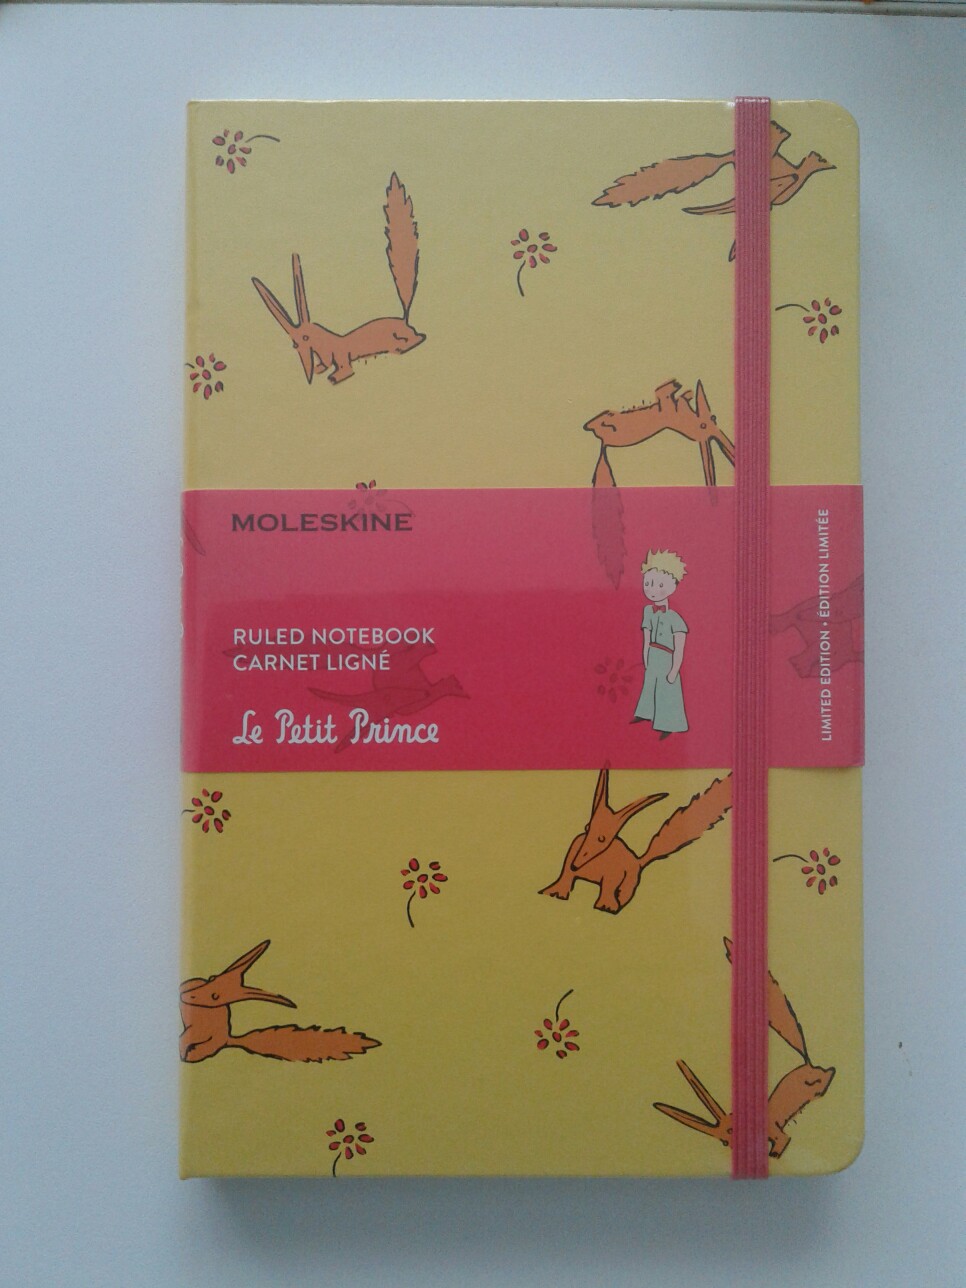 MOLESKINE
RULED NOTEBOOK
CARNET LIGNÉ
Le Petit Prince
LIMITED EDITION • ÉDITION LIMITÉE